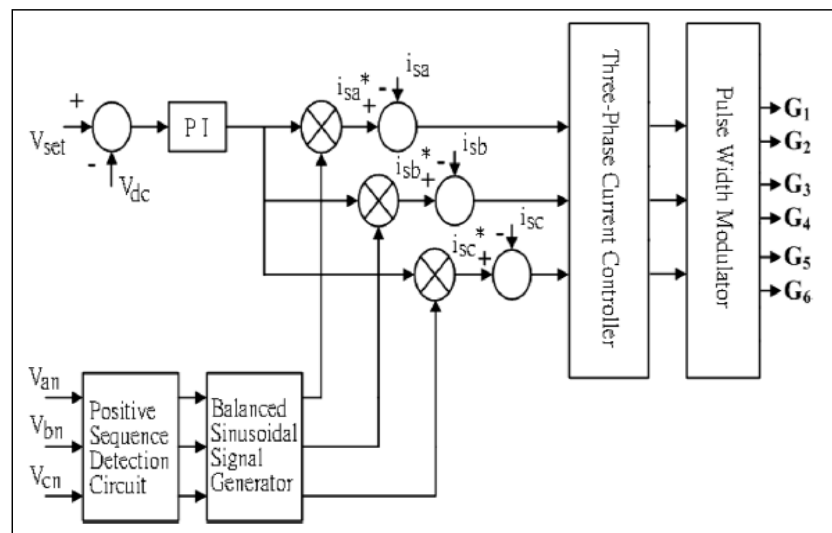 +
V_set
-
V_dc
P I
i_sa*
+
-
i_sa
i_sb*
+
-
i_sb
i_sc*
+
-
i_sc
Three-Phase Current Controller
Pulse Width Modulator
G1
G2
G3
G4
G5
G6
V_an
V_bn
V_cn
Positive
Sequence
Detection
Circuit
Balanced
Sinusoidal
Signal
Generator